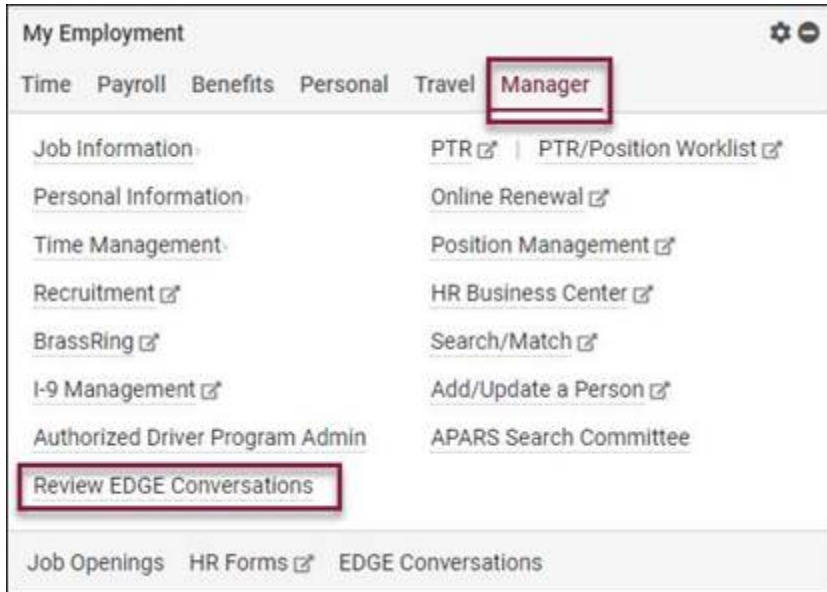 My Employment
Time Payroll Benefits Personal Travel Manager
Job Information
PTR | PTR/Position Worklist
Personal Information
Online Renewal
Time Management
Position Management
Recruitment
HR Business Center
BrassRing
Search/Match
I-9 Management
Add/Update a Person
Authorized Driver Program Admin
APARS Search Committee
Review EDGE Conversations
Job Openings HR Forms EDGE Conversations